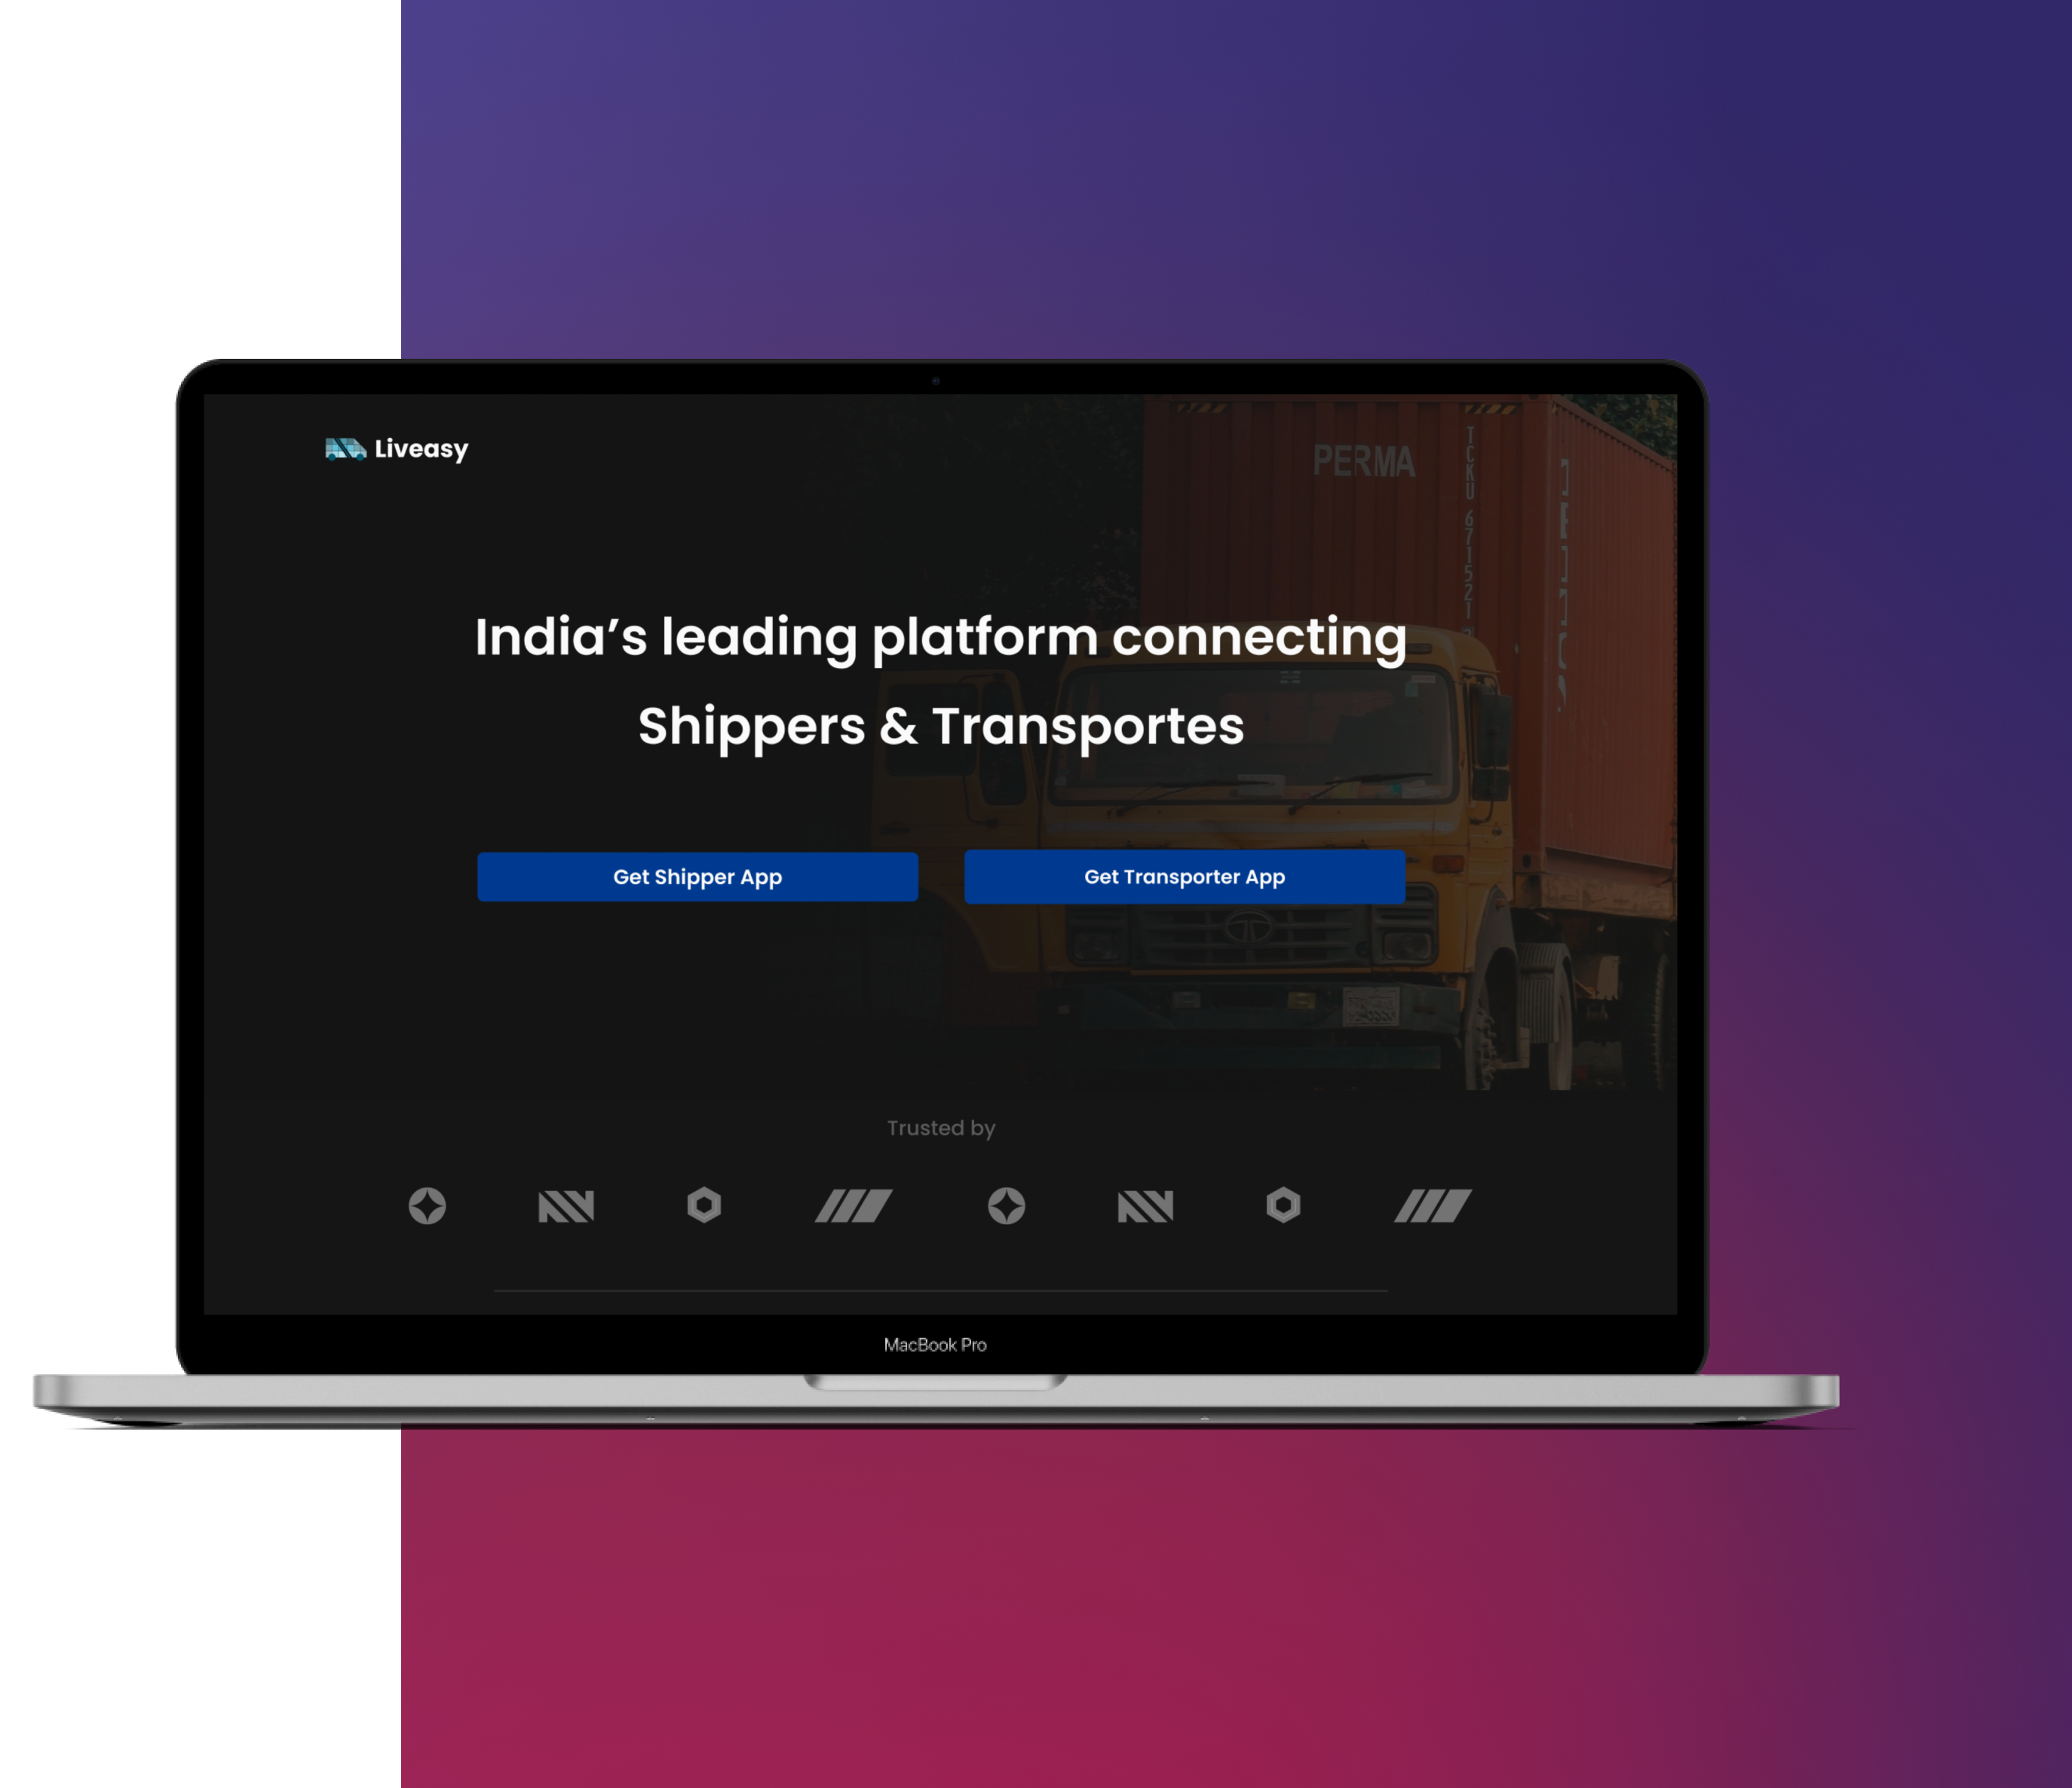 Liveasy
PERMA
India’s leading platform connecting
Shippers & Transportes
Get Shipper App
Get Transporter App
Trusted by
MacBook Pro